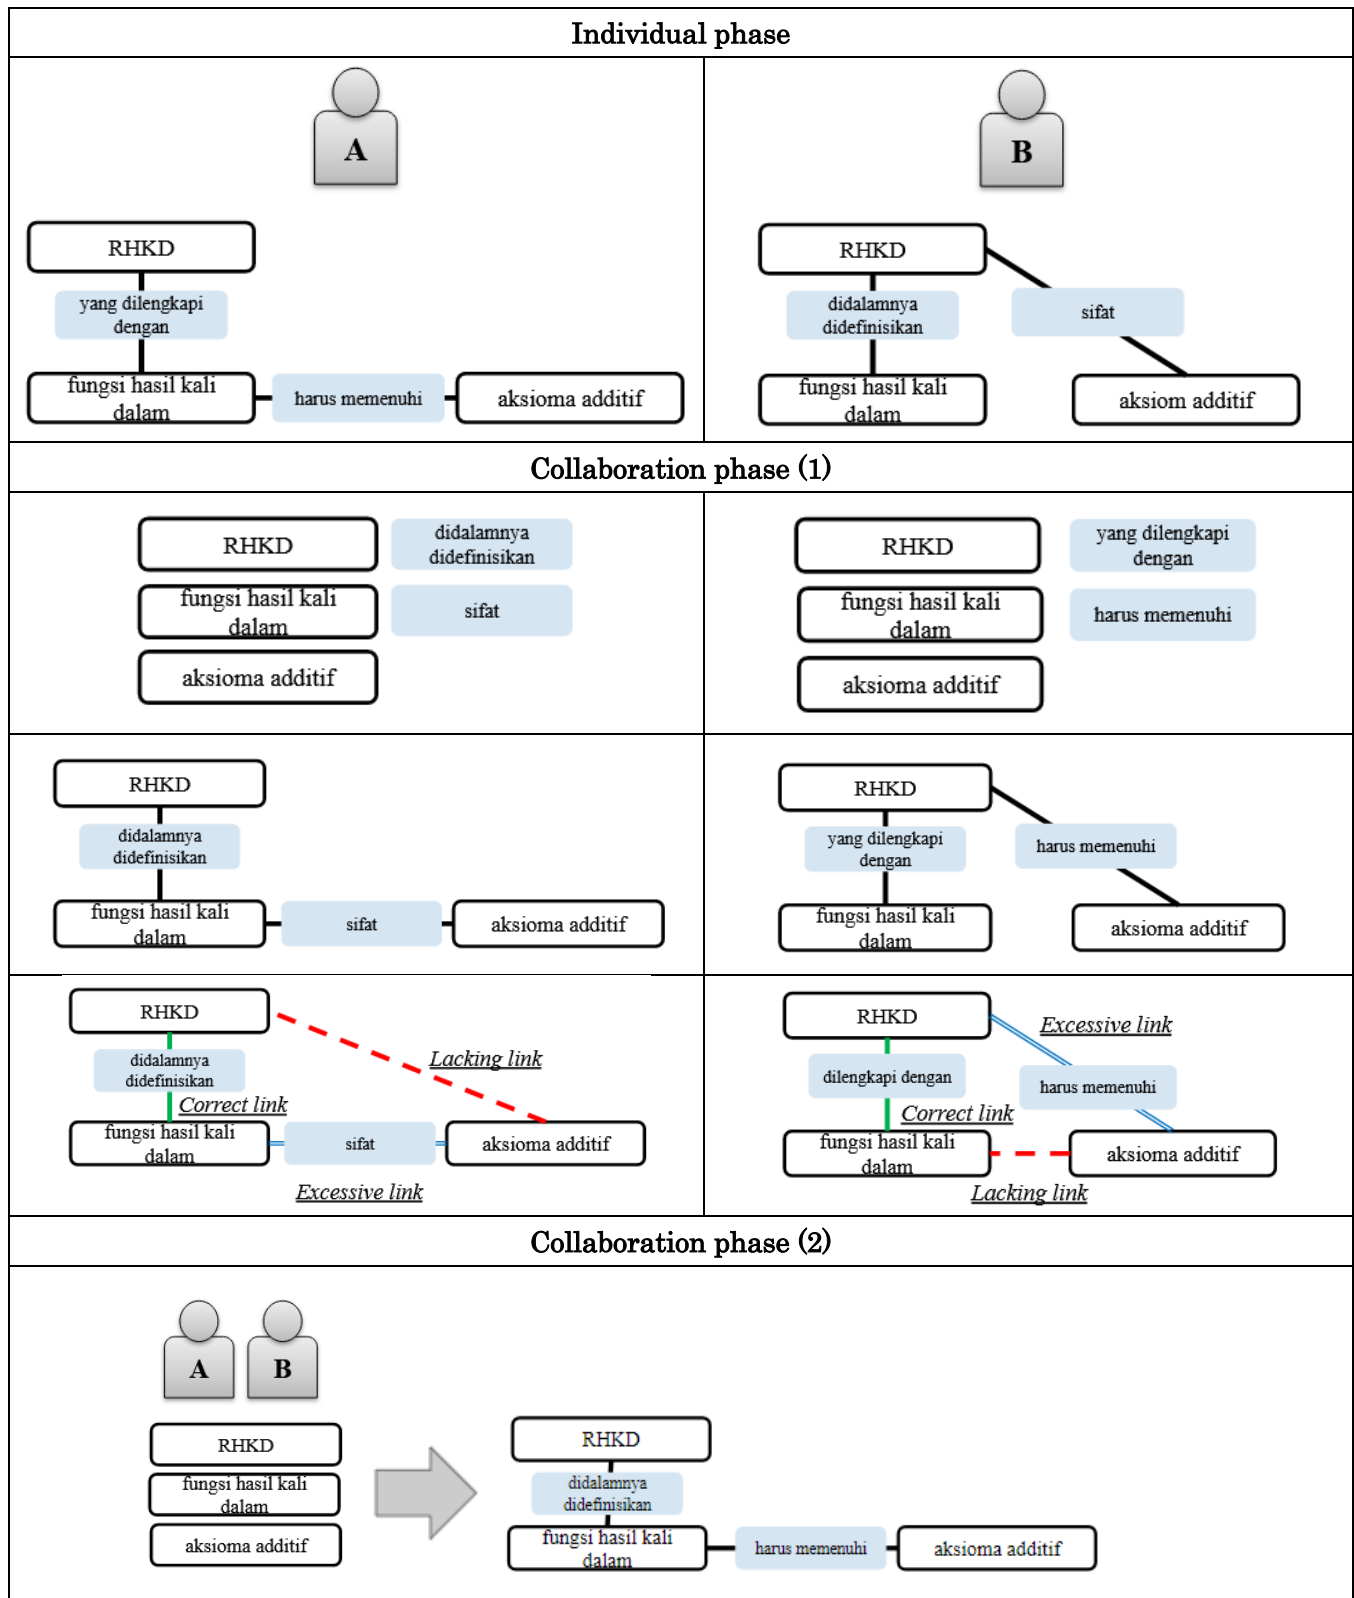 Individual phase
A
B
RHKD
yang dilengkapi
dengan
fungsi hasil kali
dalam
harus memenuhi
aksioma additif
RHKD
didalamnya
didefinisikan
sifat
fungsi hasil kali
dalam
aksiom additif
Collaboration phase (1)
RHKD
didalamnya
didefinisikan
fungsi hasil kali
dalam
sifat
aksioma additif
RHKD
yang dilengkapi
dengan
fungsi hasil kali
dalam
harus memenuhi
aksioma additif
RHKD
didalamnya
didefinisikan
fungsi hasil kali
dalam
sifat
aksioma additif
RHKD
yang dilengkapi
dengan
harus memenuhi
fungsi hasil kali
dalam
aksioma additif
RHKD
Lacking link
didalamnya
didefinisikan
Correct link
fungsi hasil kali
dalam
sifat
aksioma additif
Excessive link
RHKD
Excessive link
dilengkapi dengan
harus memenuhi
Correct link
fungsi hasil kali
dalam
aksioma additif
Lacking link
Collaboration phase (2)
A
B
RHKD
fungsi hasil kali
dalam
aksioma additif
RHKD
didalamnya
didefinisikan
fungsi hasil kali
dalam
harus memenuhi
aksioma additif